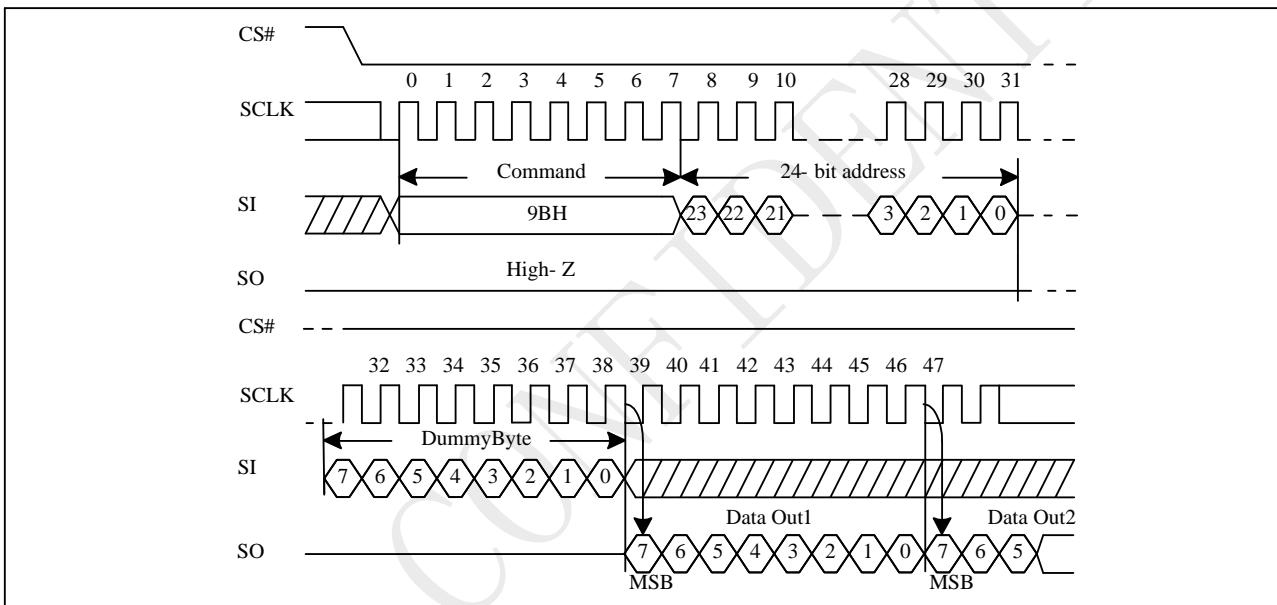 CS#
0 1 2 3 4 5 6 7 8 9 10 28 29 30 31
SCLK
Command 24- bit address
SI 9BH 23 22 21 3 2 1 0
High- Z
SO
CS#
32 33 34 35 36 37 38 39 40 41 42 43 44 45 46 47
SCLK
DummyByte
SI 7 6 5 4 3 2 1 0
Data Out1 Data Out2
SO 7 6 5 4 3 2 1 0 7 6 5
MSB MSB
CONFIDENT